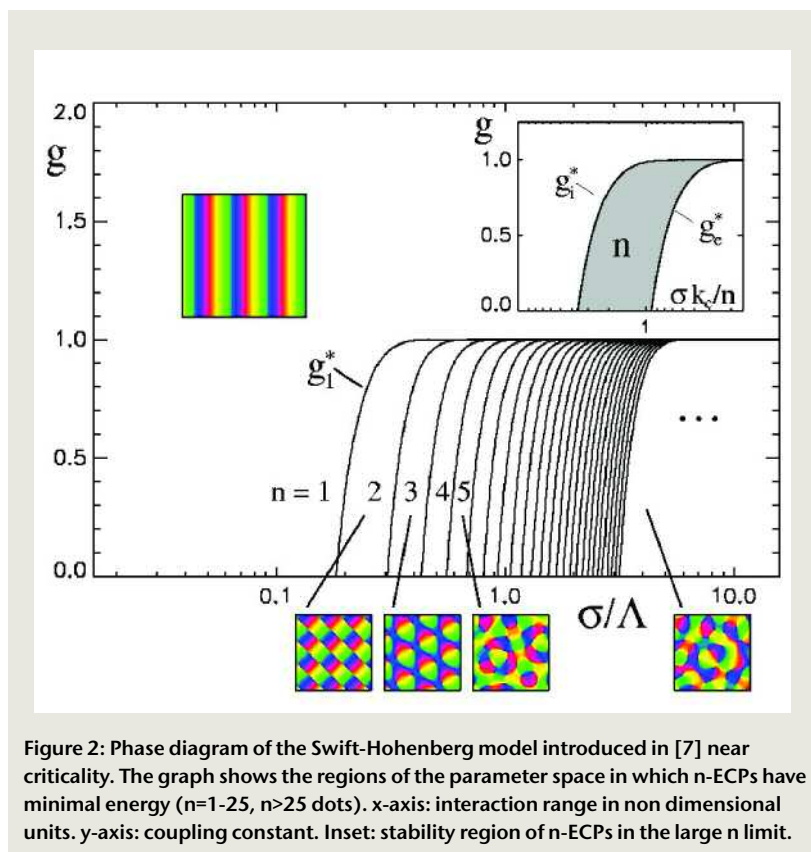 2.0
g
1.5
1.0
0.5
0.0
g
1.0
0.5
0.0
g*i
g*e
n
σ kc/n
1
g*1
n = 1 2 3 4 5
• • •
0.1 1.0 10.0
σ/Λ
Figure 2: Phase diagram of the Swift-Hohenberg model introduced in [7] near
criticality. The graph shows the regions of the parameter space in which n-ECPs have
minimal energy (n=1-25, n>25 dots). x-axis: interaction range in non dimensional
units. y-axis: coupling constant. Inset: stability region of n-ECPs in the large n limit.